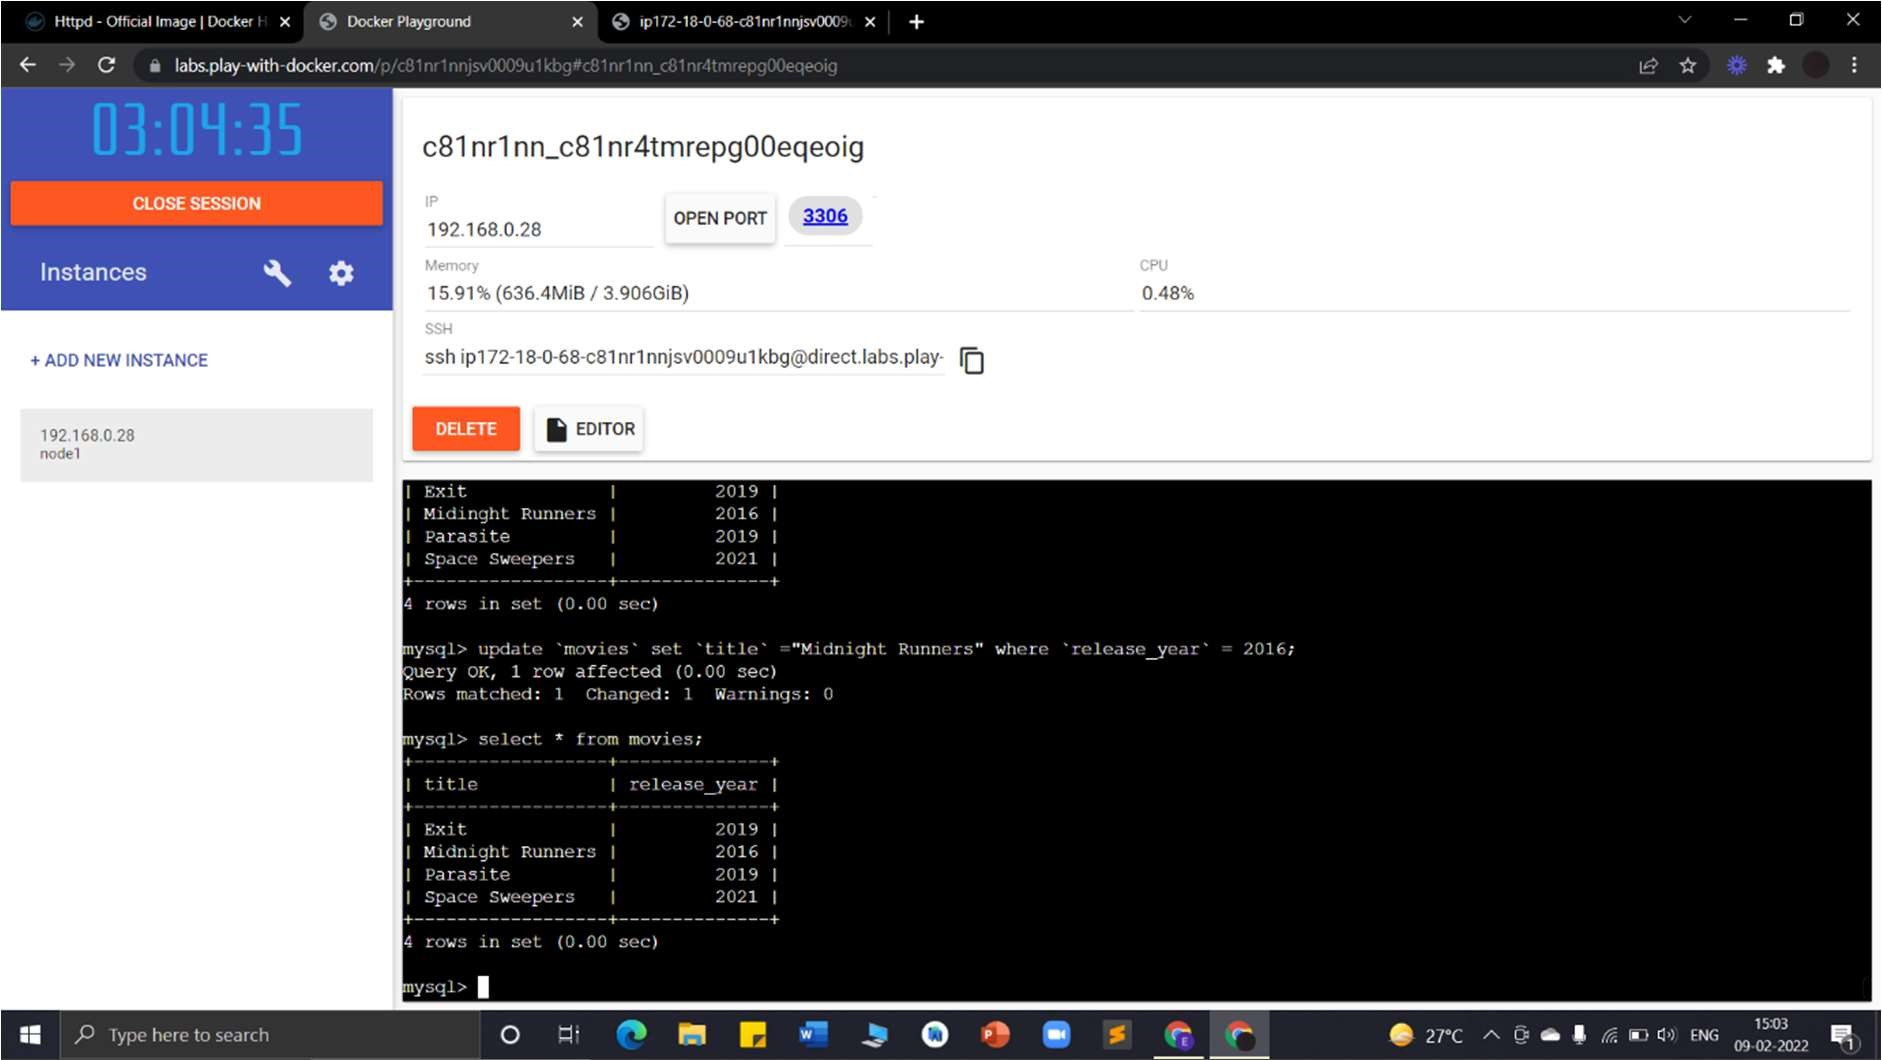 Httpd - Official Image | Docker H
Docker Playground
ip172-18-0-68-c81nr1nnjsv0009u
labs.play-with-docker.com/p/c81nr1nnjsv0009u1kbg#c81nr1nn_c81nr4tmrepg00eqeoig
03:04:35
CLOSE SESSION
Instances
+ ADD NEW INSTANCE
192.168.0.28
node1
c81nr1nn_c81nr4tmrepg00eqeoig
IP
192.168.0.28
OPEN PORT
3306
Memory
15.91% (636.4MiB / 3.906GiB)
CPU
0.48%
SSH
ssh ip172-18-0-68-c81nr1nnjsv0009u1kbg@direct.labs.play-
DELETE
EDITOR
| Exit | 2019 |
| Midinght Runners | 2016 |
| Parasite | 2019 |
| Space Sweepers | 2021 |
+------------------+--------------+
4 rows in set (0.00 sec)
mysql> update `movies` set `title` ="Midnight Runners" where `release_year` = 2016;
Query OK, 1 row affected (0.00 sec)
Rows matched: 1 Changed: 1 Warnings: 0
mysql> select * from movies;
+------------------+--------------+
| title | release_year |
+------------------+--------------+
| Exit | 2019 |
| Midnight Runners | 2016 |
| Parasite | 2019 |
| Space Sweepers | 2021 |
+------------------+--------------+
4 rows in set (0.00 sec)
mysql>
Type here to search
27°C
ENG
15:03
09-02-2022
1